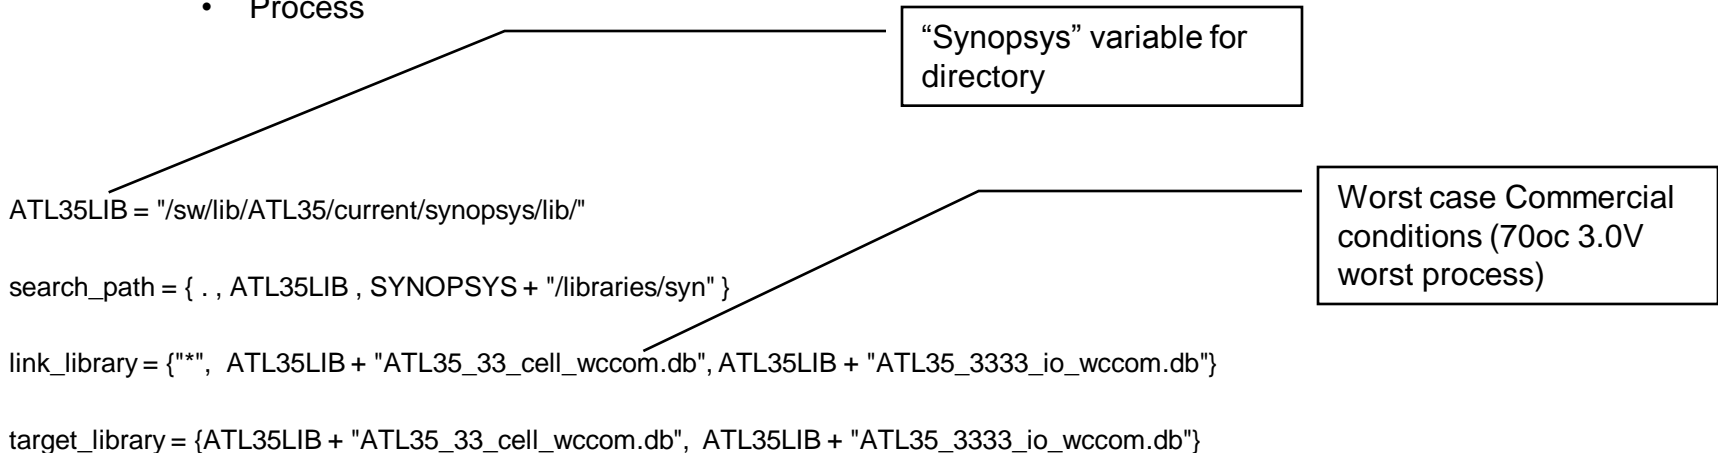 • Process
“Synopsys” variable for
directory
ATL35LIB = "/sw/lib/ATL35/current/synopsys/lib/"
Worst case Commercial
conditions (70oc 3.0V
worst process)
search_path = { . , ATL35LIB , SYNOPSYS + "/libraries/syn" }
link_library = {"*", ATL35LIB + "ATL35_33_cell_wccom.db", ATL35LIB + "ATL35_3333_io_wccom.db"}
target_library = {ATL35LIB + "ATL35_33_cell_wccom.db", ATL35LIB + "ATL35_3333_io_wccom.db"}